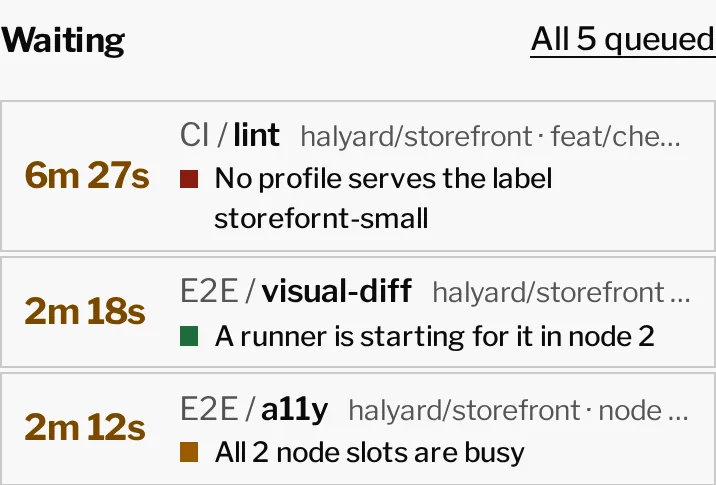 Waiting
All 5 queued
CI / lint halyard/storefront · feat/che...
6m 27s
No profile serves the label
storefornt-small
E2E / visual-diff halyard/storefront ...
2m 18s
A runner is starting for it in node 2
E2E / a11y halyard/storefront · node ...
2m 12s
All 2 node slots are busy